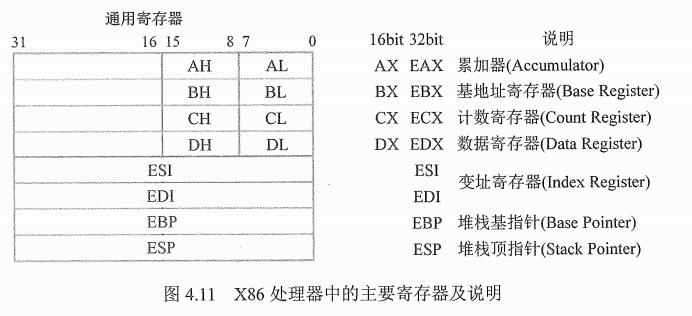 通用寄存器
31 16 15 8 7 0 16bit 32bit 说明
AH AL AX EAX 累加器(Accumulator)
BH BL BX EBX 基地址寄存器(Base Register)
CH CL CX ECX 计数寄存器(Count Register)
DH DL DX EDX 数据寄存器(Data Register)
ESI ESI
变址寄存器(Index Register)
EDI EDI
EBP EBP 堆栈基指针(Base Pointer)
ESP ESP 堆栈顶指针(Stack Pointer)
图 4.11 X86 处理器中的主要寄存器及说明